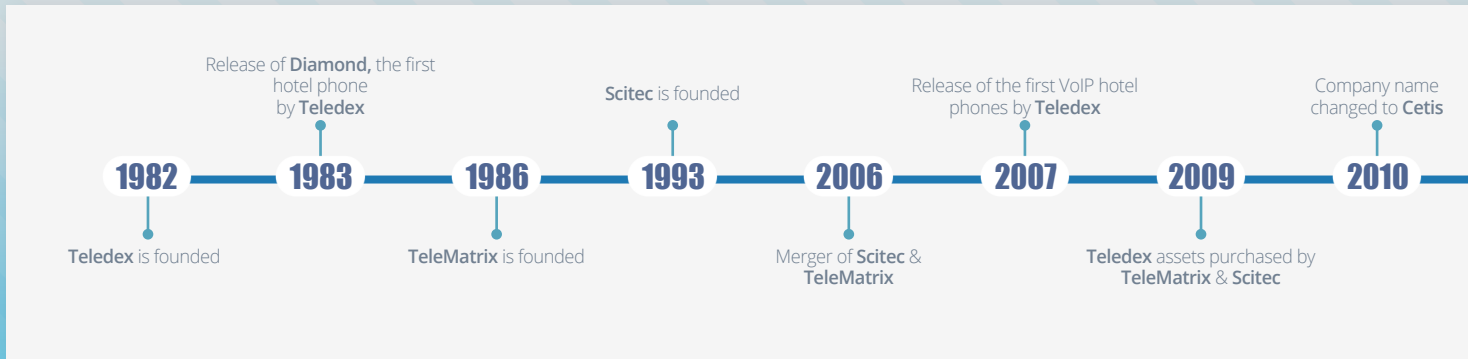 Release of Diamond, the first
hotel phone
by Teledex
Scitec is founded
Release of the first VoIP hotel
phones by Teledex
Company name
changed to Cetis
1982
1983
1986
1993
2006
2007
2009
2010
Teledex is founded
TeleMatrix is founded
Merger of Scitec &
TeleMatrix
Teledex assets purchased by
TeleMatrix & Scitec